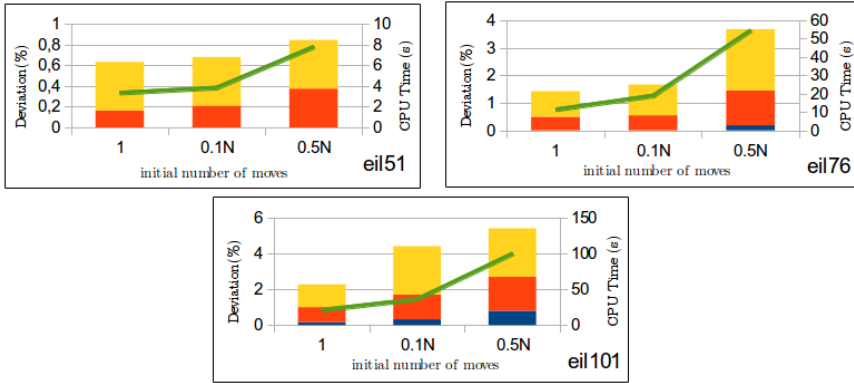 1
0,8
0,6
0,4
0,2
0
Deviation(%)
10
8
6
4
2
0
CPU Time (s)
1 0.1N 0.5N
initial number of moves
eil51
4
3
2
1
0
Deviation(%)
60
50
40
30
20
10
0
CPU Time (s)
1 0.1N 0.5N
initial number of moves
eil76
6
4
2
0
Deviation(%)
150
100
50
0
CPU Time (s)
1 0.1N 0.5N
initial number of moves
eil101